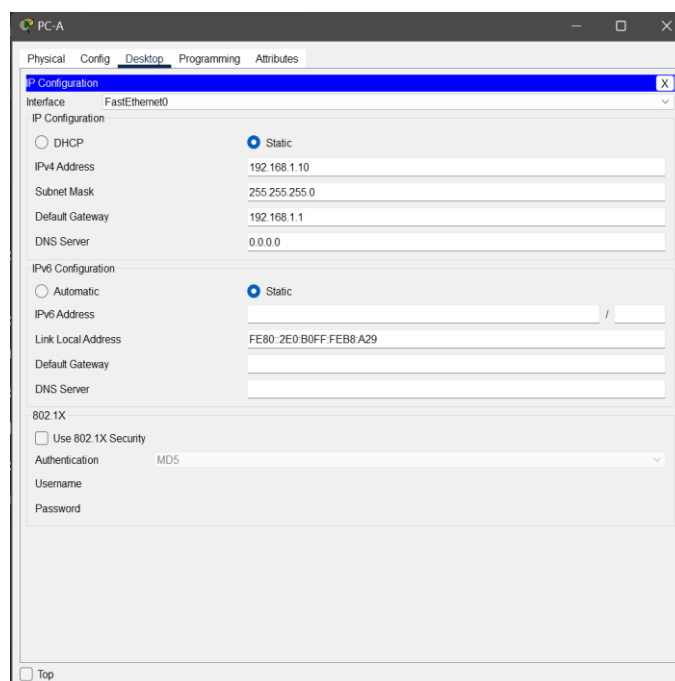 PC-A
Physical Config Desktop Programming Attributes
IP Configuration X
Interface FastEthernet0
IP Configuration
DHCP Static
IPv4 Address 192.168.1.10
Subnet Mask 255.255.255.0
Default Gateway 192.168.1.1
DNS Server 0.0.0.0
IPv6 Configuration
Automatic Static
IPv6 Address /
Link Local Address FE80::2E0:B0FF:FEB8:A29
Default Gateway
DNS Server
802.1X
Use 802.1X Security
Authentication MD5
Username
Password
Top